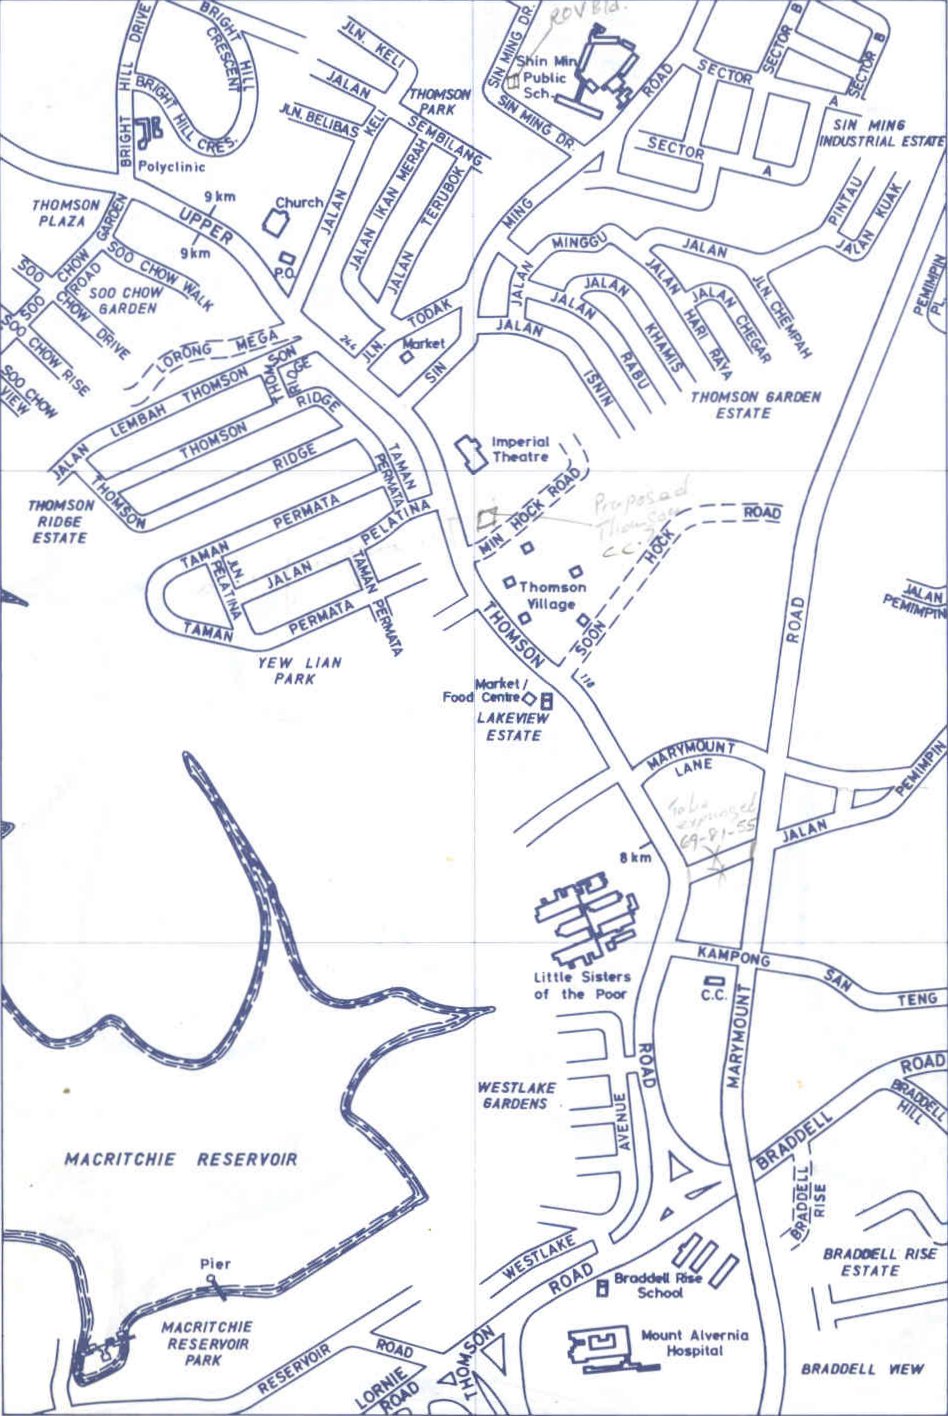 BRIGHT HILL DRIVE
BRIGHT HILL CRESCENT
BRIGHT HILL CRES.
JLN. KELI
JALAN KELI
JLN. BELIBAS
THOMSON
PARK
SEMBILANG
SIN MING DR.
ROV Bld.
Shin Min
Public
Sch.
SIN MING DR
ROAD
SECTOR
SECTOR B
SECTOR B
A
SECTOR
A
SIN MING
INDUSTRIAL ESTATE
Polyclinic
THOMSON
PLAZA
9 km
UPPER
9 km
Church
P.O.
JALAN
JALAN IKAN MERAH
JALAN TERUBOK
MING
MINGGU
JALAN
PINTAU
JALAN KUAK
PEMIMPIN
PL
SOO CHOW GARDEN ROAD
SOO CHOW WALK
SOO CHOW
GARDEN
SOO CHOW DRIVE
SOO CHOW RISE
SOO CHOW
VIEW
LORONG MEGA
246
JLN. TODAK
Market
SIN
JALAN
JALAN
JALAN ISNIN
JALAN RABU
JALAN KHAMIS
JALAN HARI RAYA
JALAN CHEGAR
JLN. CHEMPAH
THOMSON GARDEN
ESTATE
JALAN LEMBAH THOMSON
THOMSON RIDGE
THOMSON RIDGE
THOMSON RIDGE
THOMSON
RIDGE
ESTATE
TAMAN PERMATA
TAMAN PERMATA
JALAN PELATINA
JLN. PELATINA
TAMAN PERMATA
TAMAN PERMATA
YEW LIAN
PARK
Imperial
Theatre
MIN HOCK ROAD
Proposed
Thomson
C.C.
SOON HOCK ROAD
Thomson
Village
THOMSON
118
Market /
Food Centre
LAKEVIEW
ESTATE
ROAD
JALAN
PEMIMPIN
MARYMOUNT
LANE
JALAN PEMIMPIN
To be
expunged
69-81-55
8 km
Little Sisters
of the Poor
KAMPONG SAN TENG
C.C.
MARYMOUNT
ROAD
WESTLAKE
GARDENS
AVENUE
WESTLAKE
BRADDELL ROAD
BRADDELL
HILL
BRADDELL
RISE
BRADDELL RISE
ESTATE
MACRITCHIE RESERVOIR
Pier
MACRITCHIE
RESERVOIR
PARK
RESERVOIR ROAD
LORNIE
ROAD
THOMSON ROAD
Braddell Rise
School
Mount Alvernia
Hospital
BRADDELL VIEW